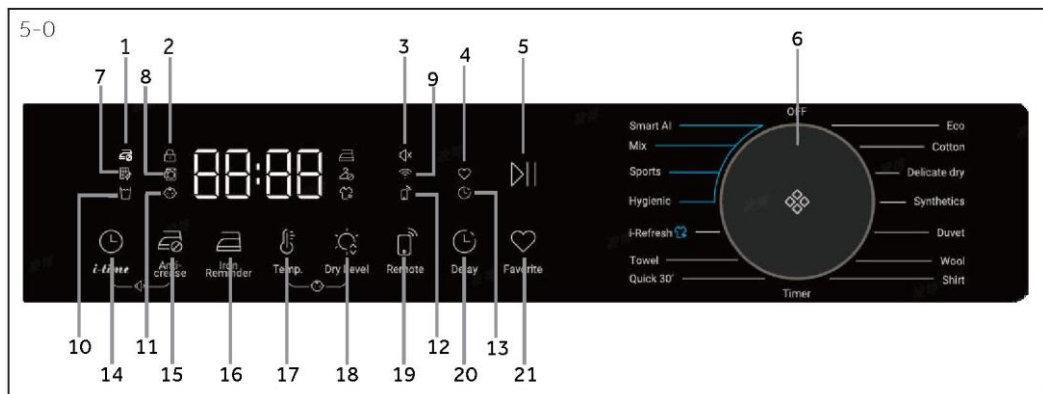 5-0
1 2 3 4 5 6
7 8 9
88:88
OFF
Smart AI
Mix
Sports
Hygienic
i-Refresh
Towel
Quick 30'
Timer
Eco
Cotton
Delicate dry
Synthetics
Duvet
Wool
Shirt
i-time
Anti-
crease
Iron
Reminder
Temp.
Dry Level
Remote
Delay
Favorite
10 11 12 13
14 15 16 17 18 19 20 21